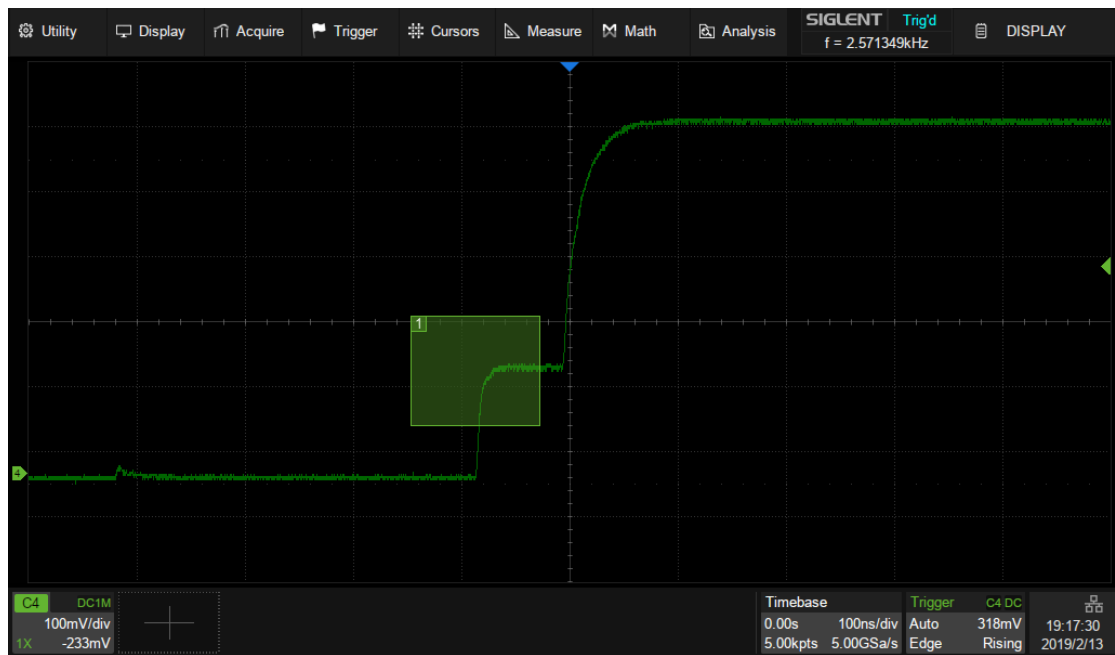 Utility Display Acquire Trigger Cursors Measure Math Analysis SIGLENT Trig'd DISPLAY
f = 2.571349kHz
1
4
C4 DC1M
100mV/div
1X -233mV
Timebase
0.00s 100ns/div
5.00kpts 5.00GSa/s
Trigger C4 DC
Auto 318mV
Edge Rising
19:17:30
2019/2/13